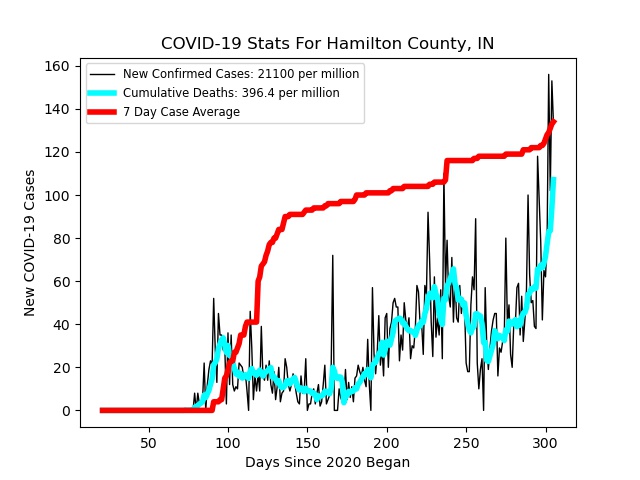 COVID-19 Stats For Hamilton County, IN
New Confirmed Cases: 21100 per million
Cumulative Deaths: 396.4 per million
7 Day Case Average
New COVID-19 Cases
160
140
120
100
80
60
40
20
0
50 100 150 200 250 300
Days Since 2020 Began